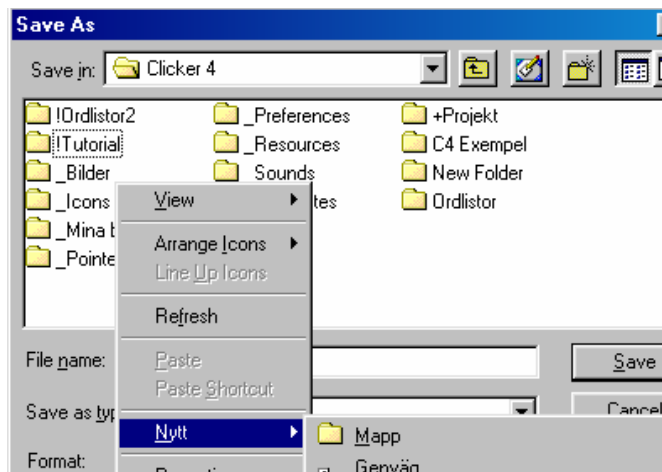 Save As
Save in: Clicker 4
!Ordlistor2 _Preferences +Projekt
!Tutorial _Resources C4 Exempel
_Bilder Sounds New Folder
_Icons Ordlistor
_Mina
_Pointe
View
Arrange Icons
Line Up Icons
Refresh
File name: Paste Save
Paste Shortcut
Save as Cancel
Nytt Mapp
Format: Genväg